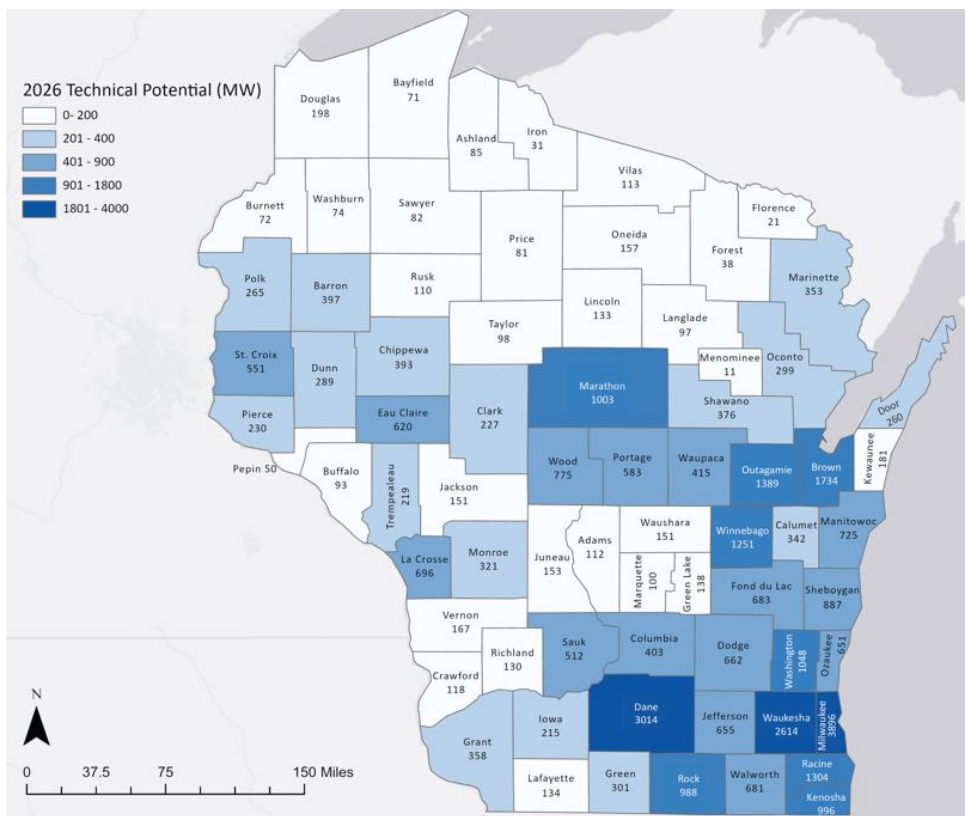 2026 Technical Potential (MW)
0- 200
201 - 400
401 - 900
901 - 1800
1801 - 4000
Douglas
198
Bayfield
71
Ashland
85
Iron
31
Vilas
113
Florence
21
Burnett
72
Washburn
74
Sawyer
82
Price
81
Oneida
157
Forest
38
Marinette
353
Polk
265
Barron
397
Rusk
110
Lincoln
133
Langlade
97
Taylor
98
Chippewa
393
Menominee
11
Oconto
299
St. Croix
551
Dunn
289
Marathon
1003
Shawano
376
Door
260
Pierce
230
Eau Claire
620
Clark
227
Pepin 50
Buffalo
93
Trempealeau
219
Jackson
151
Wood
775
Portage
583
Waupaca
415
Outagamie
1389
Brown
1734
Kewaunee
181
La Crosse
696
Monroe
321
Juneau
153
Adams
112
Waushara
151
Marquette
100
Green Lake
138
Winnebago
1251
Calumet
342
Manitowoc
725
Fond du Lac
683
Sheboygan
887
Vernon
167
Richland
130
Crawford
118
Sauk
512
Columbia
403
Dodge
662
Washington
1048
Ozaukee
651
Grant
358
Iowa
215
Dane
3014
Jefferson
655
Waukesha
2614
Milwaukee
3896
Lafayette
134
Green
301
Rock
988
Walworth
681
Racine
1304
Kenosha
996
N
0 37.5 75 150 Miles